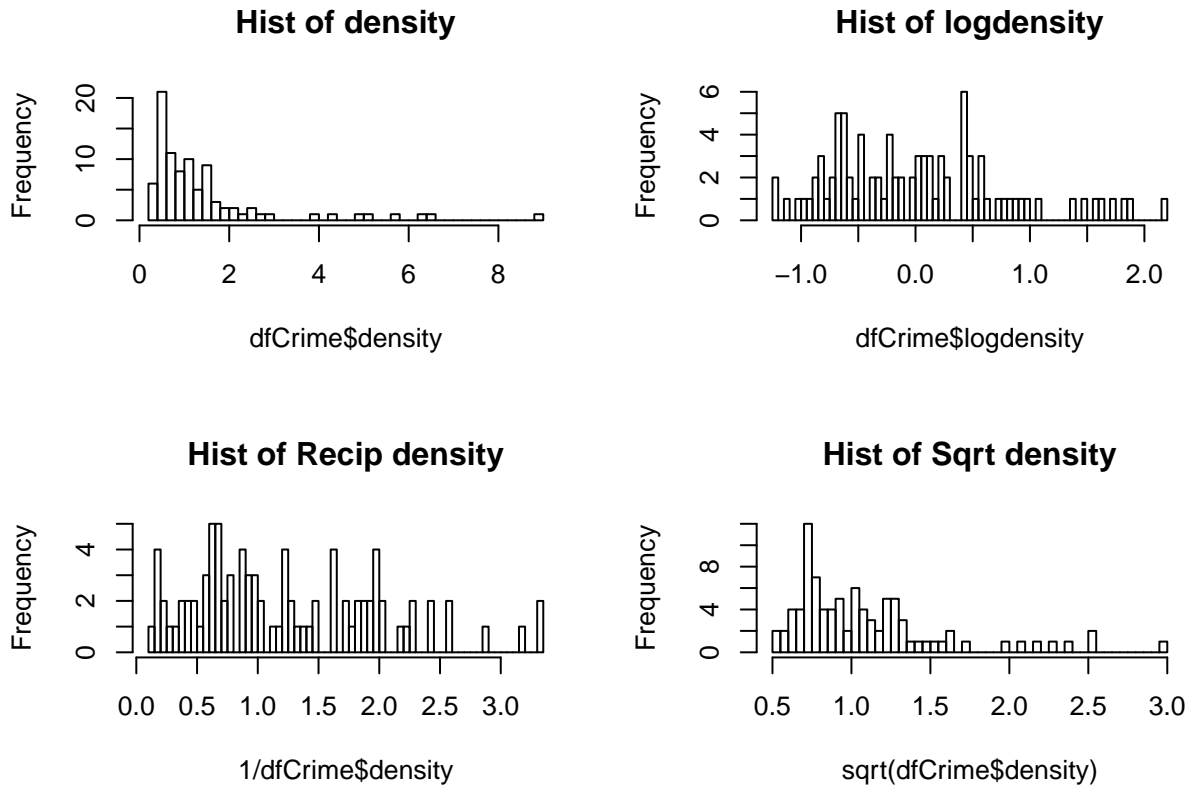 Hist of density
Frequency
0 10 20
0 2 4 6 8
dfCrime$density
Hist of logdensity
Frequency
0 2 4 6
−1.0 0.0 1.0 2.0
dfCrime$logdensity
Hist of Recip density
Frequency
0 2 4
0.0 0.5 1.0 1.5 2.0 2.5 3.0
1/dfCrime$density
Hist of Sqrt density
Frequency
0 4 8
0.5 1.0 1.5 2.0 2.5 3.0
sqrt(dfCrime$density)